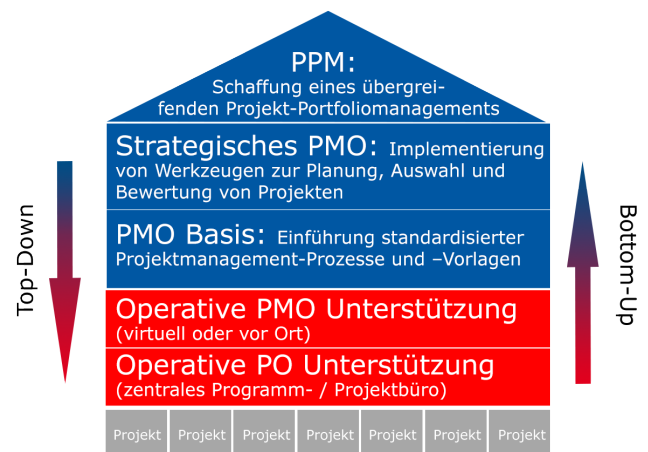 PPM:
Schaffung eines übergrei-
fenden Projekt-Portfoliomanagements
Strategisches PMO: Implementierung
von Werkzeugen zur Planung, Auswahl und
Bewertung von Projekten
PMO Basis: Einführung standardisierter
Projektmanagement-Prozesse und –Vorlagen
Operative PMO Unterstützung
(virtuell oder vor Ort)
Operative PO Unterstützung
(zentrales Programm- / Projektbüro)
Projekt Projekt Projekt Projekt Projekt Projekt Projekt
Top-Down
Bottom-Up